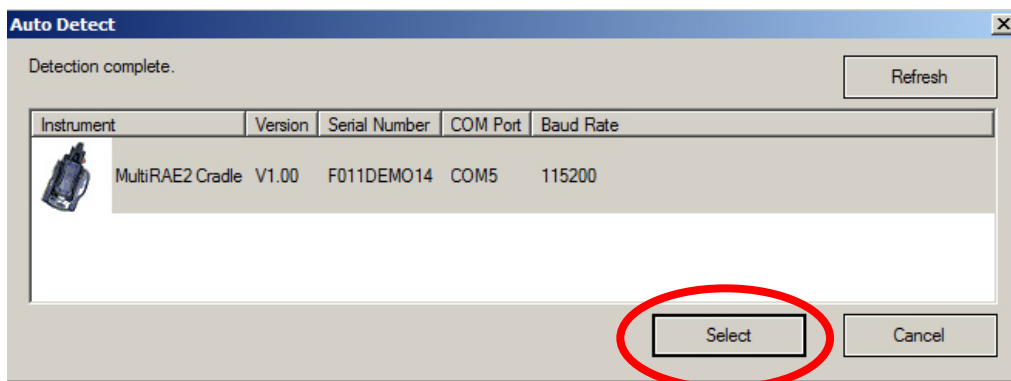 Auto Detect
Detection complete.
Refresh
Instrument Version Serial Number COM Port Baud Rate
MultiRAE2 Cradle V1.00 F011DEMO14 COM5 115200
Select Cancel